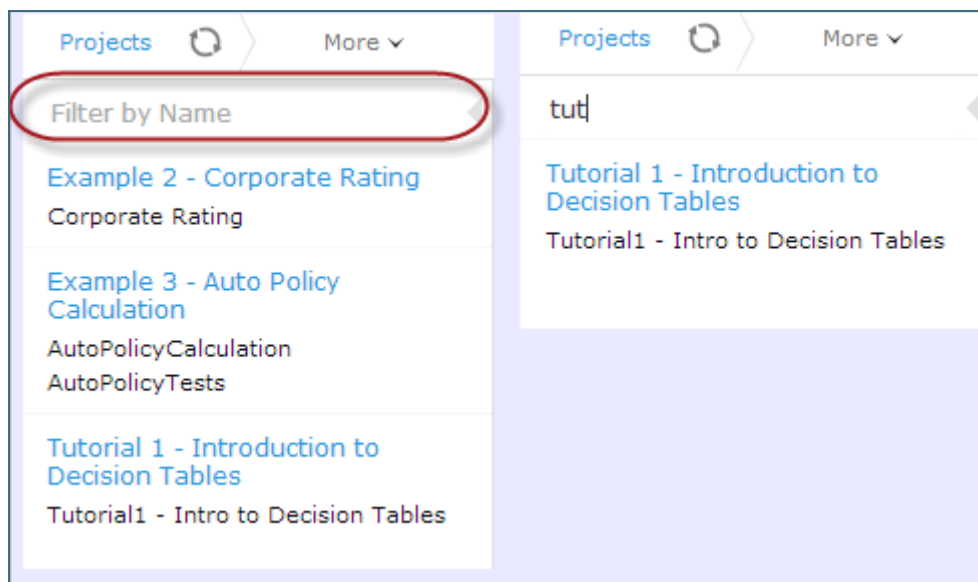 Projects More
Filter by Name
Example 2 - Corporate Rating
Corporate Rating
Example 3 - Auto Policy
Calculation
AutoPolicyCalculation
AutoPolicyTests
Tutorial 1 - Introduction to
Decision Tables
Tutorial1 - Intro to Decision Tables
Projects More
tut
Tutorial 1 - Introduction to
Decision Tables
Tutorial1 - Intro to Decision Tables